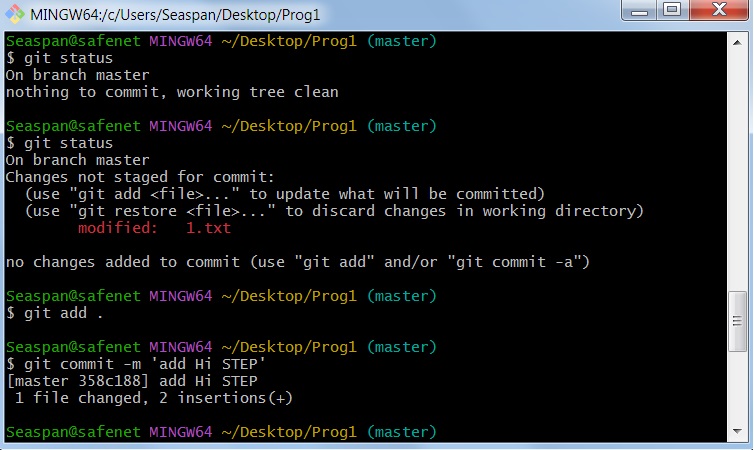 MINGW64:/c/Users/Seaspan/Desktop/Prog1
Seaspan@safenet MINGW64 ~/Desktop/Prog1 (master)
$ git status
On branch master
nothing to commit, working tree clean
Seaspan@safenet MINGW64 ~/Desktop/Prog1 (master)
$ git status
On branch master
Changes not staged for commit:
  (use "git add <file>..." to update what will be committed)
  (use "git restore <file>..." to discard changes in working directory)
        modified:   1.txt
no changes added to commit (use "git add" and/or "git commit -a")
Seaspan@safenet MINGW64 ~/Desktop/Prog1 (master)
$ git add .
Seaspan@safenet MINGW64 ~/Desktop/Prog1 (master)
$ git commit -m 'add Hi STEP'
[master 358c188] add Hi STEP
 1 file changed, 2 insertions(+)
Seaspan@safenet MINGW64 ~/Desktop/Prog1 (master)